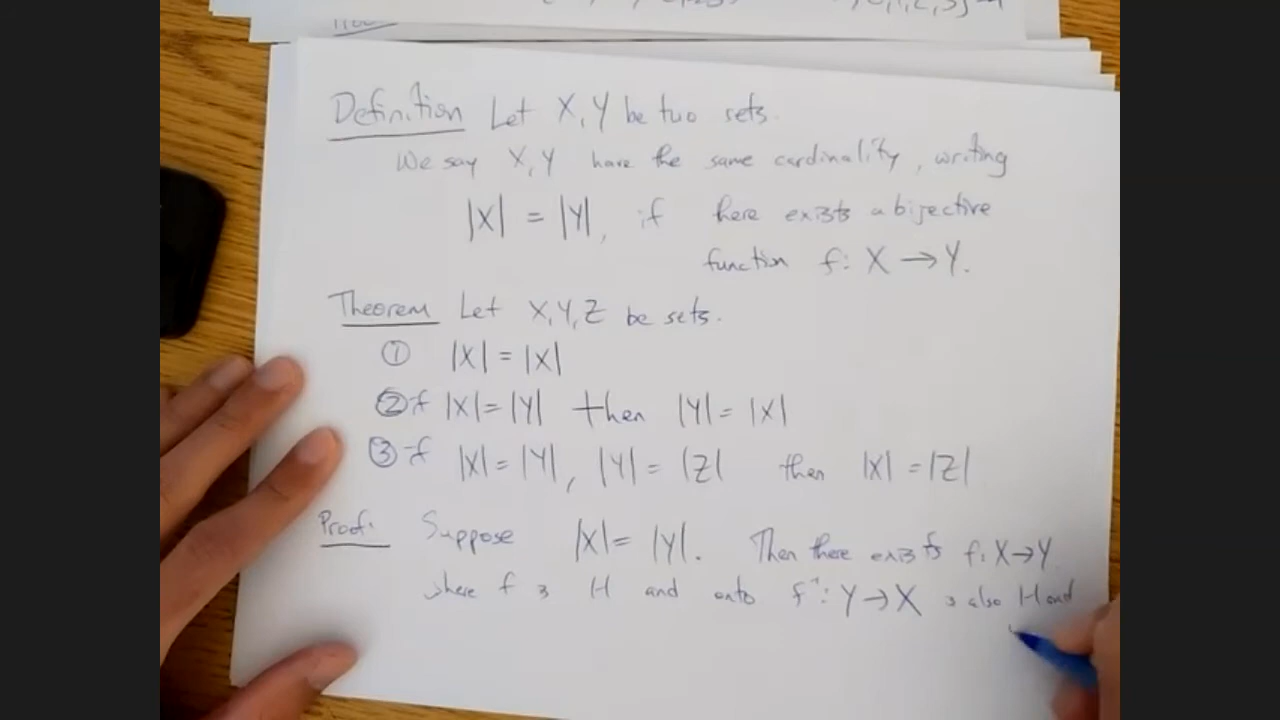 Definition Let X, Y be two sets.
We say X, Y have the same cardinality, writing
|X| = |Y|, if there exists a bijective
function f: X → Y.
Theorem Let X, Y, Z be sets.
① |X| = |X|
② If |X| = |Y| then |Y| = |X|
③ If |X| = |Y|, |Y| = |Z| then |X| = |Z|
Proof: Suppose |X| = |Y|. Then there exists f: X → Y
where f is 1-1 and onto f⁻¹: Y → X is also 1-1 and